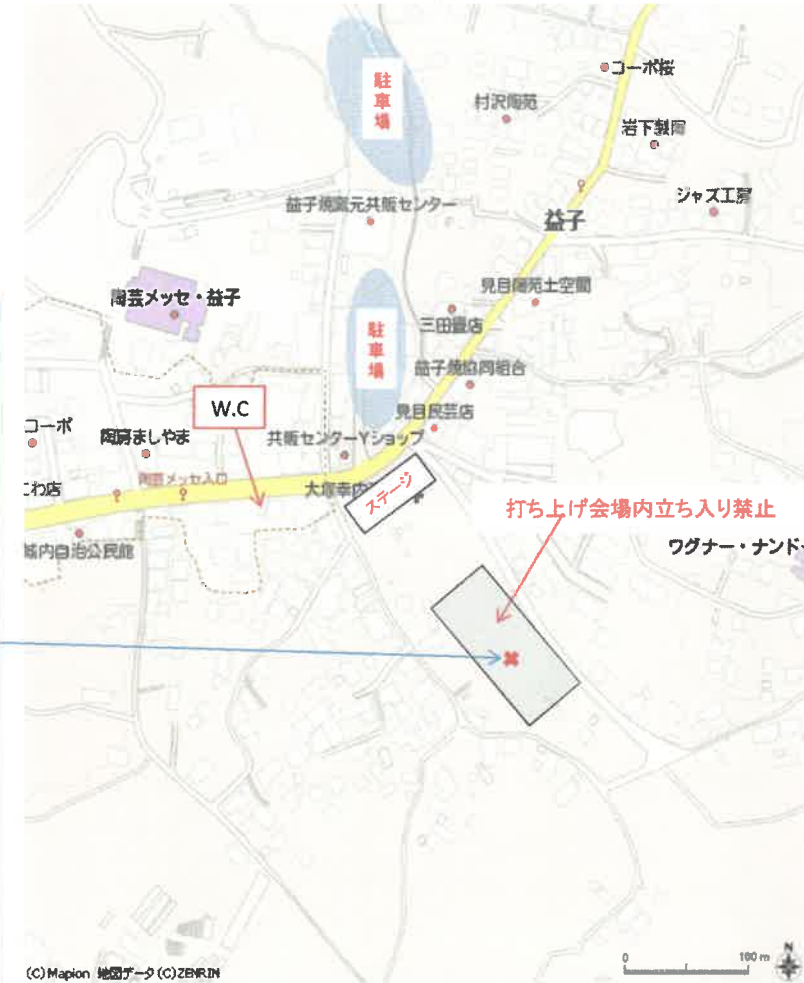 コーポ桜
駐車場
村沢陶苑
岩下製陶
ジャズ工房
益子焼窯元共販センター
益子
陶芸メッセ・益子
見目陶苑土空間
三田畳店
駐車場
益子焼協同組合
W.C
見目民芸店
コーポ
陶房ましやま
共販センターYショップ
陶芸メッセ入口
こわ店
大塚幸内
ステージ
打ち上げ会場内立ち入り禁止
城内自治公民館
ワグナー・ナンド
0
100 m
N
(C)Mapion 地図データ(C)ZENRIN